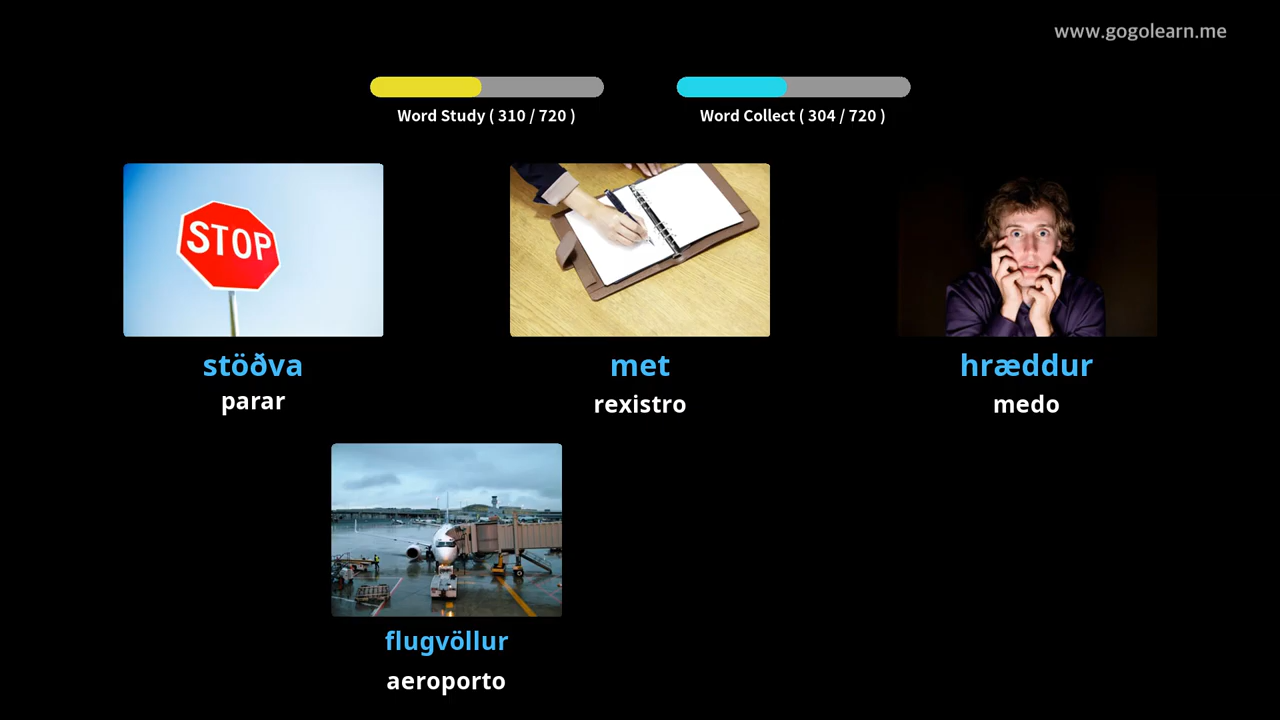 www.gogolearn.me
Word Study ( 310 / 720 )
Word Collect ( 304 / 720 )
STOP
stöðva
parar
met
rexistro
hræddur
medo
flugvöllur
aeroporto